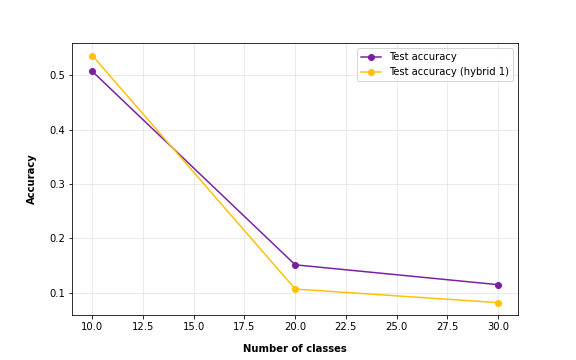 Test accuracy
Test accuracy (hybrid 1)
0.5
0.4
0.3
0.2
0.1
Accuracy
10.0 12.5 15.0 17.5 20.0 22.5 25.0 27.5 30.0
Number of classes